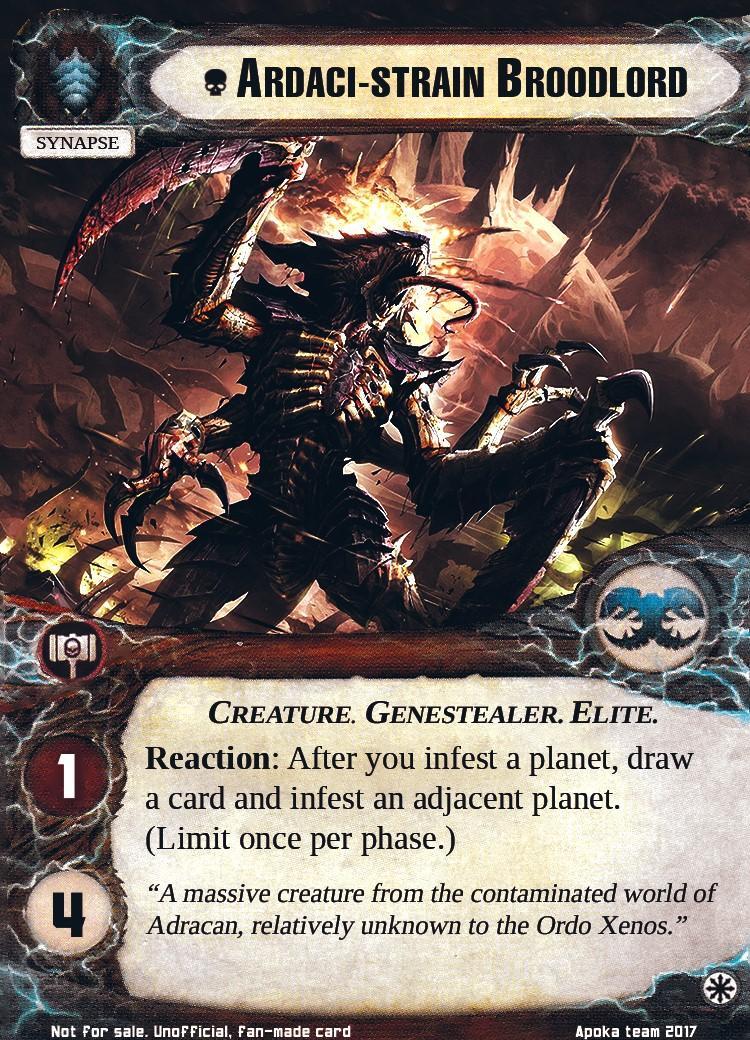 ARDACI-STRAIN BROODLORD
SYNAPSE
CREATURE. GENESTEALER. ELITE.
1
Reaction: After you infest a planet, draw
a card and infest an adjacent planet.
(Limit once per phase.)
4
“A massive creature from the contaminated world of
Adracan, relatively unknown to the Ordo Xenos.”
Not for sale. Unofficial, fan-made card
Apoka team 2017